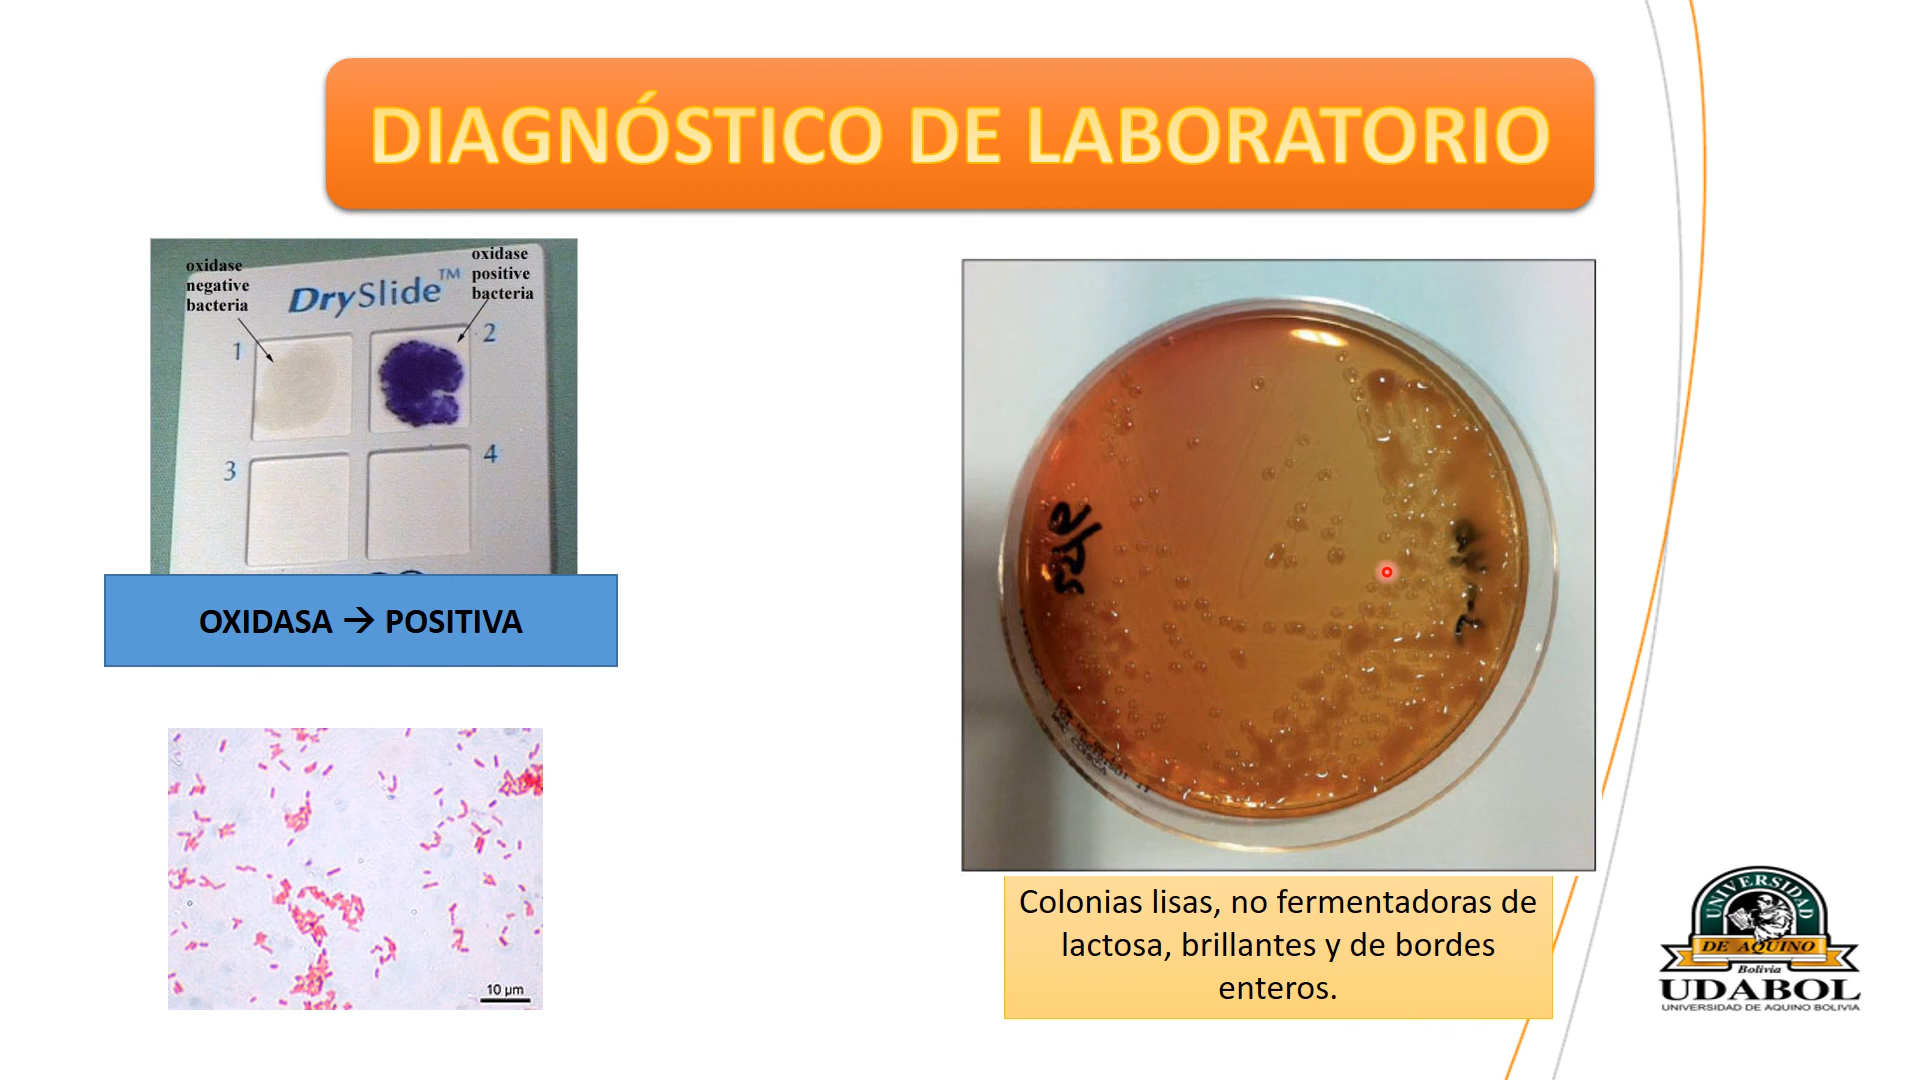 DIAGNÓSTICO DE LABORATORIO
oxidase
negative
bacteria
oxidase
positive
bacteria
DrySlide™
1
2
3
4
OXIDASA → POSITIVA
10 µm
Colonias lisas, no fermentadoras de
lactosa, brillantes y de bordes
enteros.
UNIVERSIDAD
DE AQUINO
Bolivia
UDABOL
UNIVERSIDAD DE AQUINO BOLIVIA